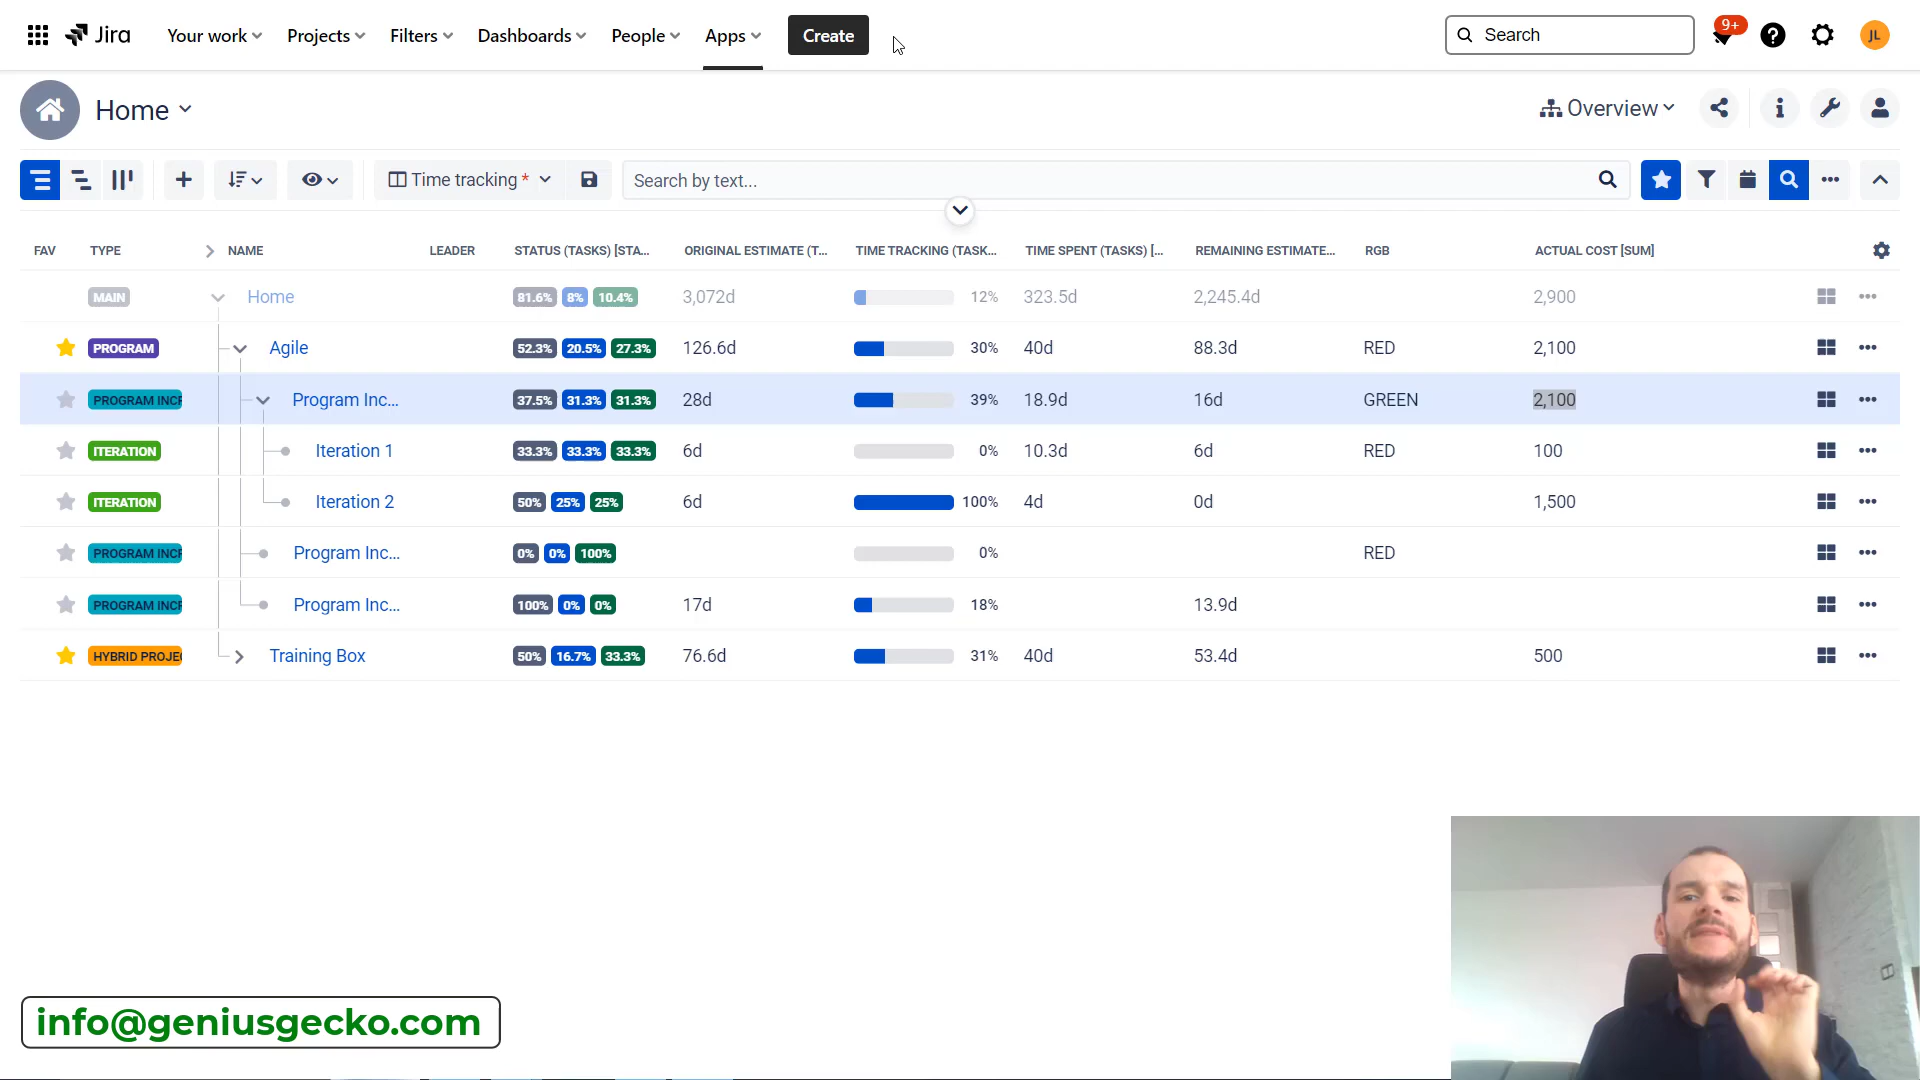 Jira Your work Projects Filters Dashboards People Apps Create Search 9+ JL
Home Overview
Time tracking * Search by text...
FAV TYPE NAME LEADER STATUS (TASKS) [STA... ORIGINAL ESTIMATE (T... TIME TRACKING (TASK... TIME SPENT (TASKS) [... REMAINING ESTIMATE... RGB ACTUAL COST [SUM]
MAIN Home 81.6% 8% 10.4% 3,072d 12% 323.5d 2,245.4d 2,900
PROGRAM Agile 52.3% 20.5% 27.3% 126.6d 30% 40d 88.3d RED 2,100
PROGRAM INCR Program Inc... 37.5% 31.3% 31.3% 28d 39% 18.9d 16d GREEN 2,100
ITERATION Iteration 1 33.3% 33.3% 33.3% 6d 0% 10.3d 6d RED 100
ITERATION Iteration 2 50% 25% 25% 6d 100% 4d 0d 1,500
PROGRAM INCR Program Inc... 0% 0% 100% 0% RED
PROGRAM INCR Program Inc... 100% 0% 0% 17d 18% 13.9d
HYBRID PROJE Training Box 50% 16.7% 33.3% 76.6d 31% 40d 53.4d 500
info@geniusgecko.com